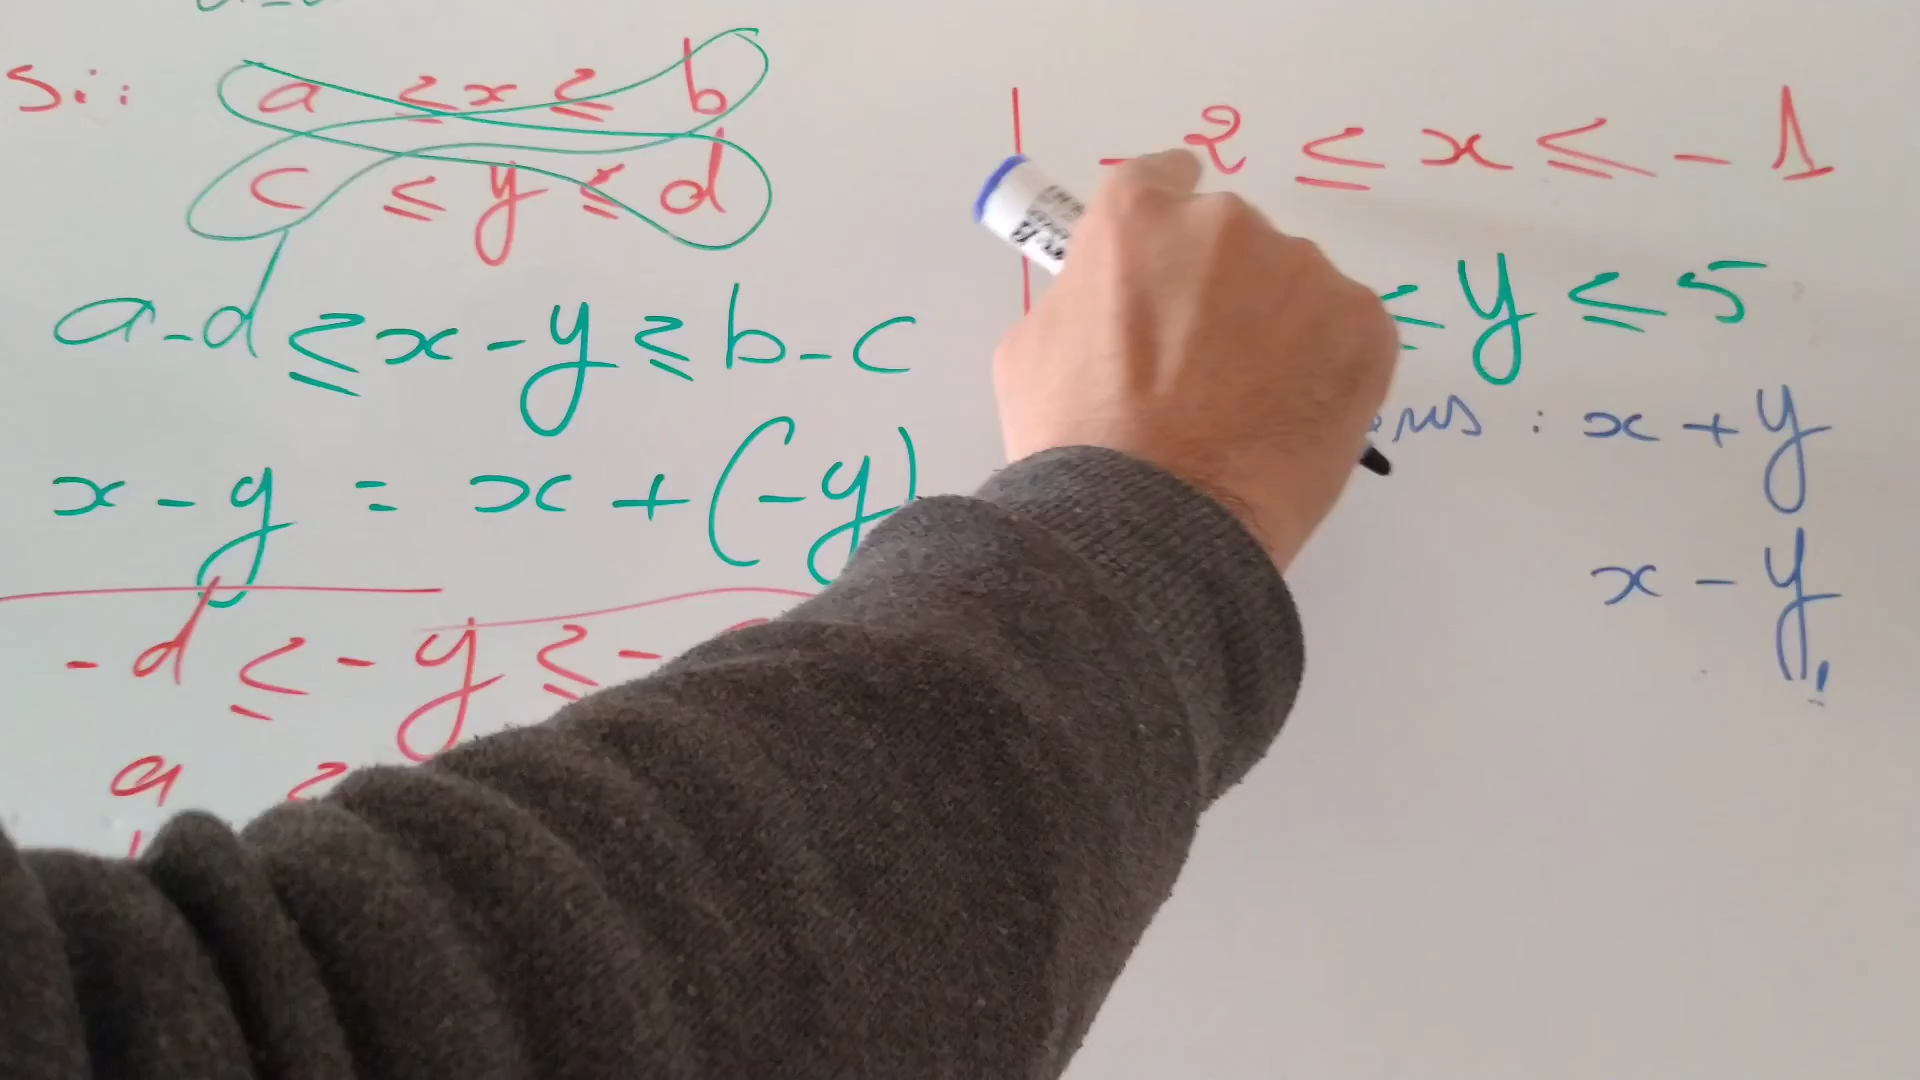 Si: a ≤ x ≤ b
c ≤ y ≤ d
a - d ≤ x - y ≤ b - c
x - y = x + (-y)
-d ≤ -y ≤ -
a ≤
-2 ≤ x ≤ -1
≤ y ≤ 5
: x + y
x - y